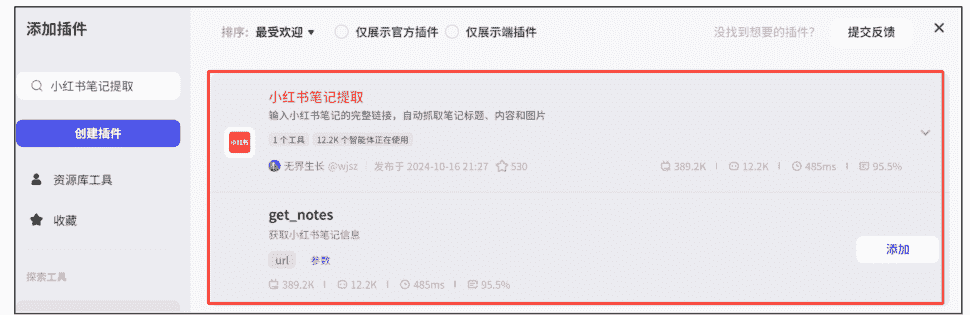 添加插件
排序: 最受欢迎 仅展示官方插件 仅展示端插件 没找到想要的插件? 提交反馈
小红书笔记提取
创建插件
资源库工具
收藏
探索工具
小红书笔记提取
输入小红书笔记的完整链接，自动抓取笔记标题、内容和图片
小红书
1个工具 12.2K 个智能体正在使用
无界生长 @wjsz 发布于 2024-10-16 21:27 530 389.2K 12.2K 485ms 95.5%
get_notes
获取小红书笔记信息
添加
url 参数
389.2K 12.2K 485ms 95.5%